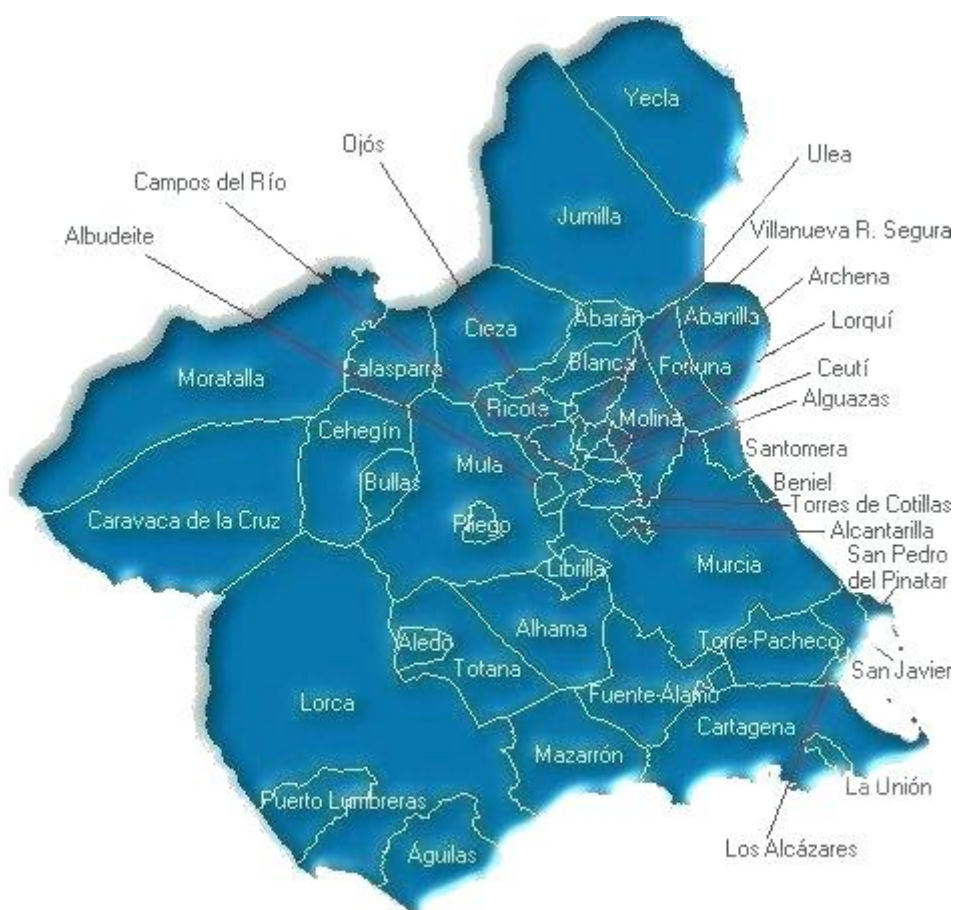 Yecla
Ojós
Ulea
Campos del Río
Jumilla
Villanueva R. Segura
Albudeite
Archena
Abarán
Abanilla
Lorquí
Cieza
Blanca
Fortuna
Ceutí
Moratalla
Calasparra
Alguazas
Ricote
Molina
Cehegín
Santomera
Mula
Bullas
Beniel
Torres de Cotillas
Caravaca de la Cruz
Pliego
Alcantarilla
San Pedro
del Pinatar
Librilla
Murcia
Alhama
Aledo
Torre-Pacheco
Totana
San Javier
Fuente-Álamo
Lorca
Cartagena
Mazarrón
La Unión
Puerto Lumbreras
Los Alcázares
Águilas